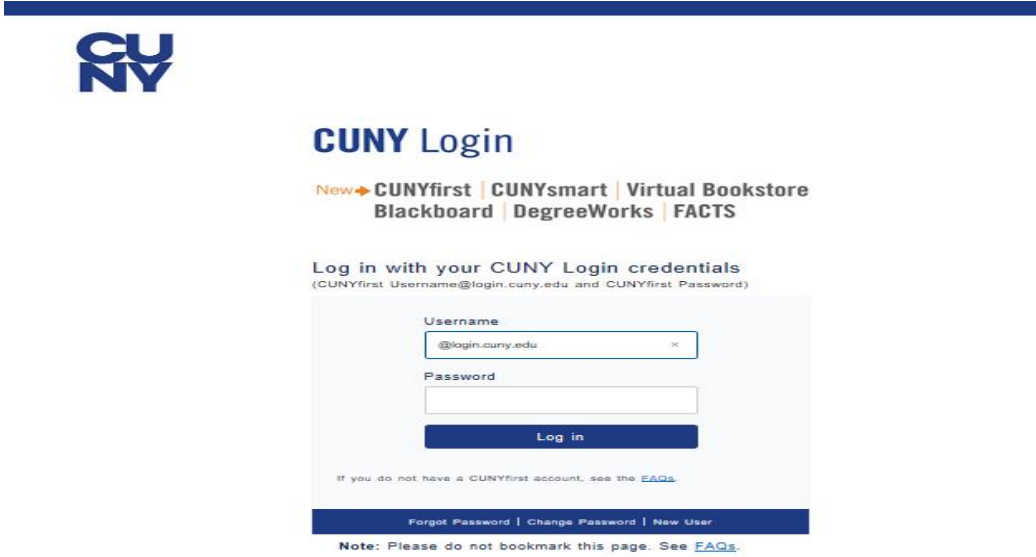 CU
NY
CUNY Login
New CUNYfirst | CUNYsmart | Virtual Bookstore
Blackboard | DegreeWorks | FACTS
Log in with your CUNY Login credentials
(CUNYfirst Username@login.cuny.edu and CUNYfirst Password)
Username
@login.cuny.edu
Password
Log in
If you do not have a CUNYfirst account, see the FAQs.
Forgot Password | Change Password | New User
Note: Please do not bookmark this page. See FAQs.